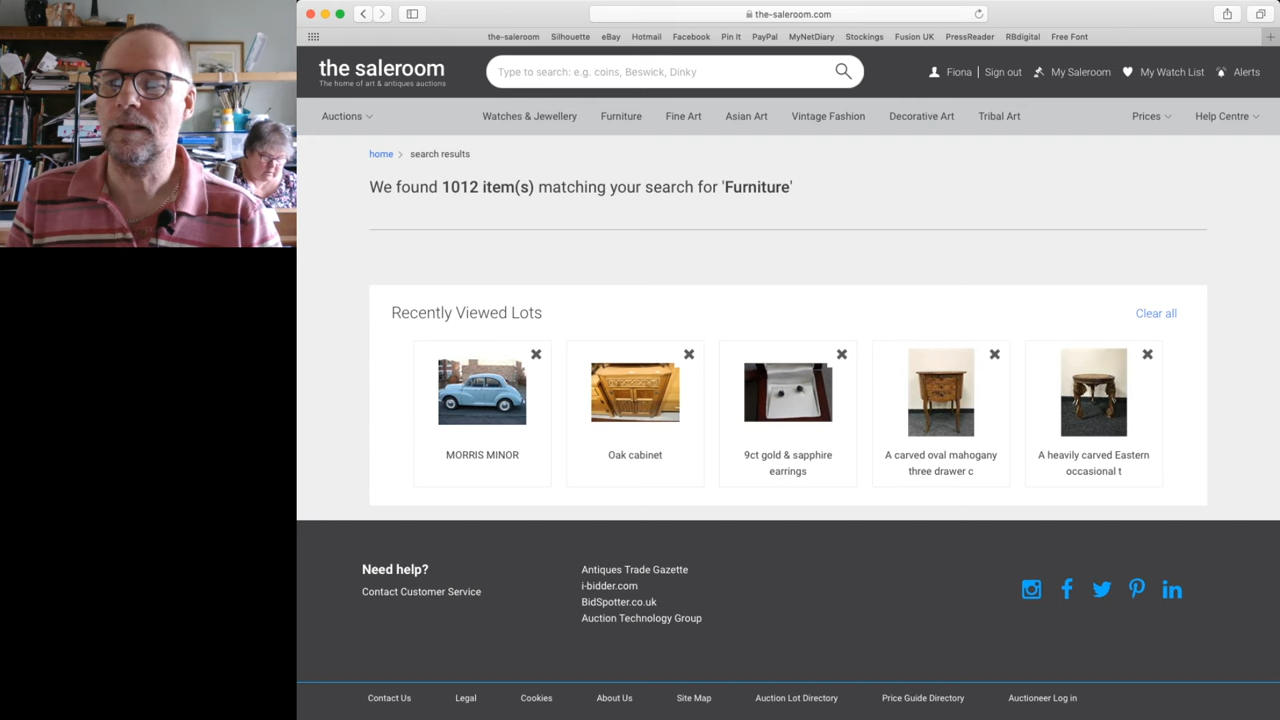 the-saleroom.com
the-saleroom Silhouette eBay Hotmail Facebook Pin It PayPal MyNetDiary Stockings Fusion UK PressReader RBdigital Free Font
the saleroom
The home of art & antiques auctions
Type to search: e.g. coins, Beswick, Dinky
Fiona Sign out My Saleroom My Watch List Alerts
Auctions Watches & Jewellery Furniture Fine Art Asian Art Vintage Fashion Decorative Art Tribal Art Prices Help Centre
home search results
We found 1012 item(s) matching your search for 'Furniture'
Recently Viewed Lots
Clear all
MORRIS MINOR
Oak cabinet
9ct gold & sapphire
earrings
A carved oval mahogany
three drawer c
A heavily carved Eastern
occasional t
Need help?
Contact Customer Service
Antiques Trade Gazette
i-bidder.com
BidSpotter.co.uk
Auction Technology Group
Contact Us Legal Cookies About Us Site Map Auction Lot Directory Price Guide Directory Auctioneer Log in